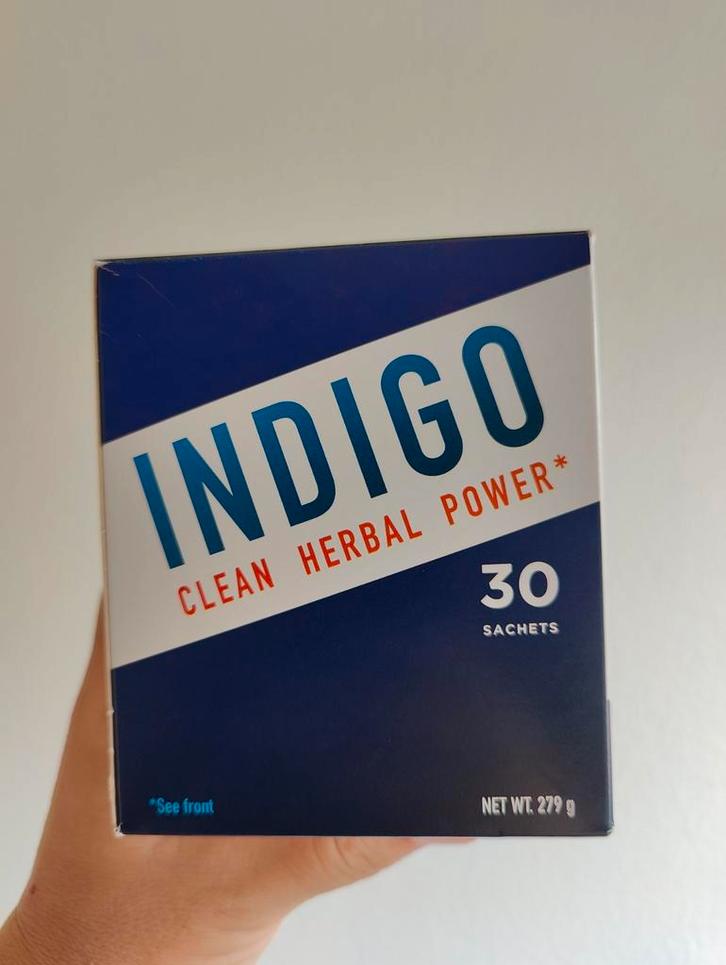 INDIGO
CLEAN HERBAL POWER*
30
SACHETS
*See front
NET WT. 279 g